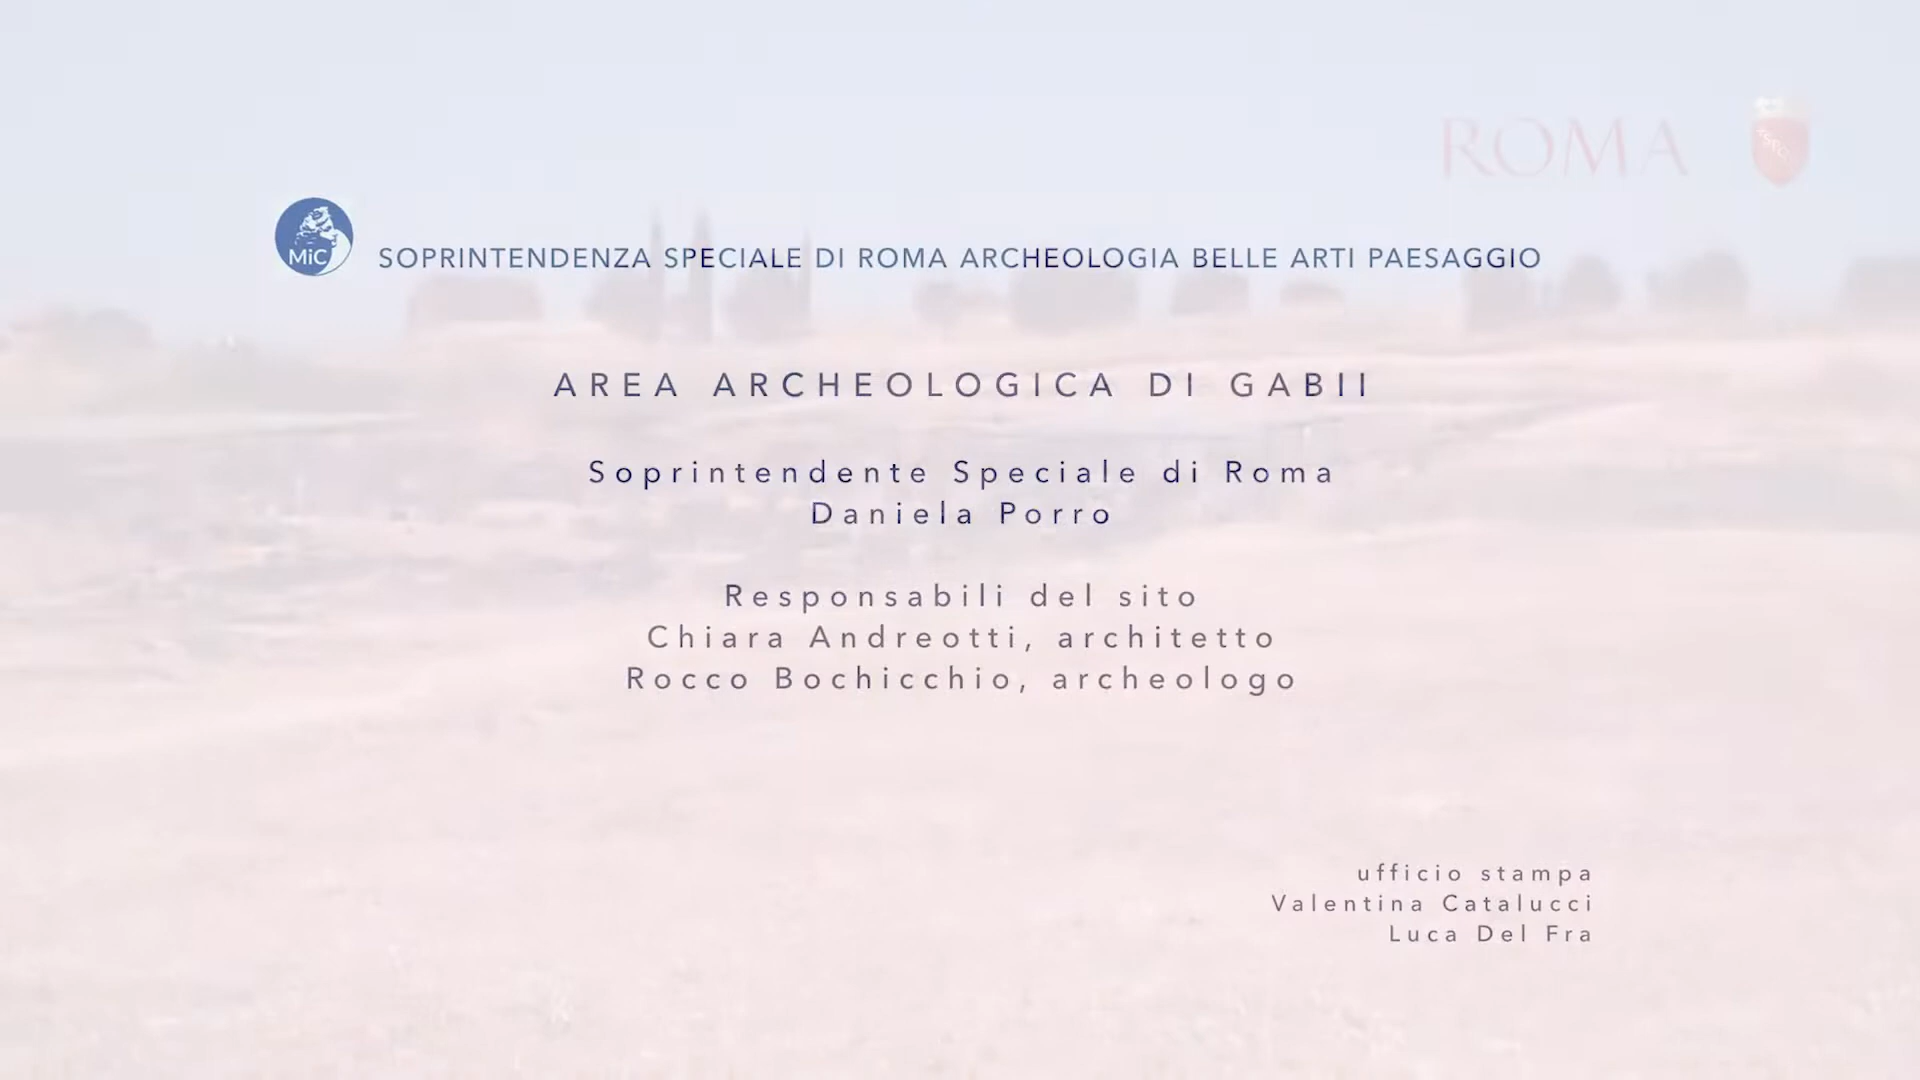 ROMA
SPQR
MiC
SOPRINTENDENZA SPECIALE DI ROMA ARCHEOLOGIA BELLE ARTI PAESAGGIO
AREA ARCHEOLOGICA DI GABII
Soprintendente Speciale di Roma
Daniela Porro
Responsabili del sito
Chiara Andreotti, architetto
Rocco Bochicchio, archeologo
ufficio stampa
Valentina Catalucci
Luca Del Fra